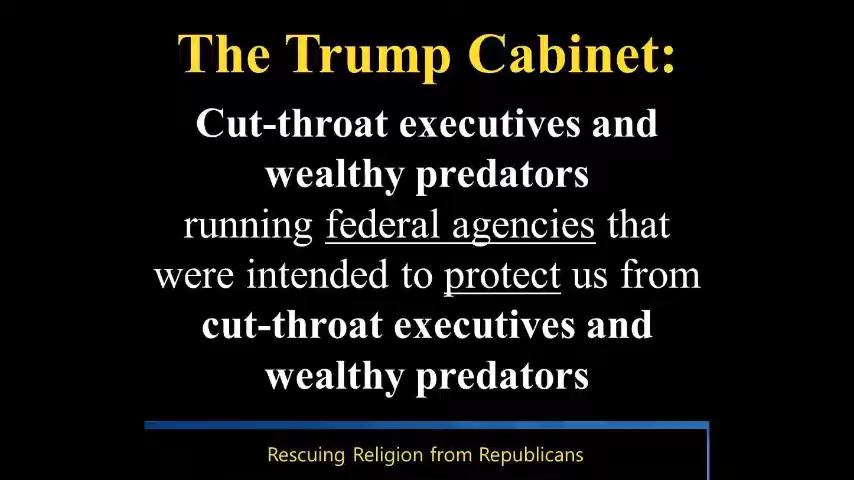 The Trump Cabinet:
Cut-throat executives and
wealthy predators
running federal agencies that
were intended to protect us from
cut-throat executives and
wealthy predators
Rescuing Religion from Republicans